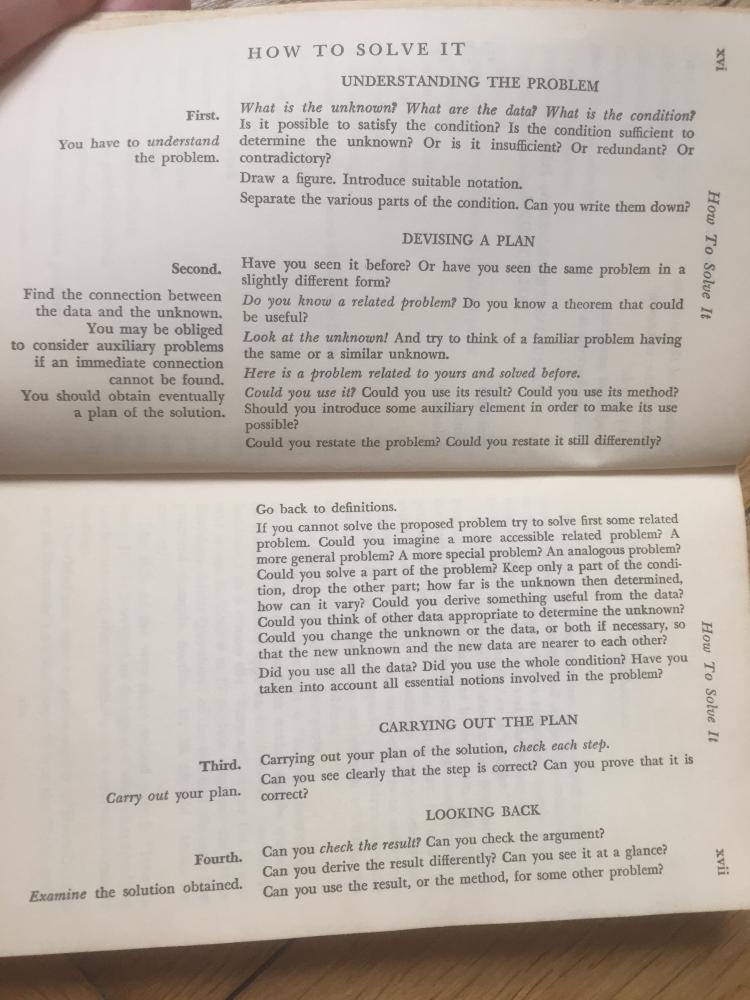 xvi
How To Solve It
HOW TO SOLVE IT
UNDERSTANDING THE PROBLEM
First.
You have to understand
the problem.
What is the unknown? What are the data? What is the condition?
Is it possible to satisfy the condition? Is the condition sufficient to
determine the unknown? Or is it insufficient? Or redundant? Or
contradictory?
Draw a figure. Introduce suitable notation.
Separate the various parts of the condition. Can you write them down?
DEVISING A PLAN
Second.
Find the connection between
the data and the unknown.
You may be obliged
to consider auxiliary problems
if an immediate connection
cannot be found.
You should obtain eventually
a plan of the solution.
Have you seen it before? Or have you seen the same problem in a
slightly different form?
Do you know a related problem? Do you know a theorem that could
be useful?
Look at the unknown! And try to think of a familiar problem having
the same or a similar unknown.
Here is a problem related to yours and solved before.
Could you use it? Could you use its result? Could you use its method?
Should you introduce some auxiliary element in order to make its use
possible?
Could you restate the problem? Could you restate it still differently?
Go back to definitions.
If you cannot solve the proposed problem try to solve first some related
problem. Could you imagine a more accessible related problem? A
more general problem? A more special problem? An analogous problem?
Could you solve a part of the problem? Keep only a part of the condi-
tion, drop the other part; how far is the unknown then determined,
how can it vary? Could you derive something useful from the data?
Could you think of other data appropriate to determine the unknown?
Could you change the unknown or the data, or both if necessary, so
that the new unknown and the new data are nearer to each other?
Did you use all the data? Did you use the whole condition? Have you
taken into account all essential notions involved in the problem?
How To Solve It
CARRYING OUT THE PLAN
Third.
Carry out your plan.
Carrying out your plan of the solution, check each step.
Can you see clearly that the step is correct? Can you prove that it is
correct?
LOOKING BACK
Fourth.
Examine the solution obtained.
Can you check the result? Can you check the argument?
Can you derive the result differently? Can you see it at a glance?
Can you use the result, or the method, for some other problem?
xvii